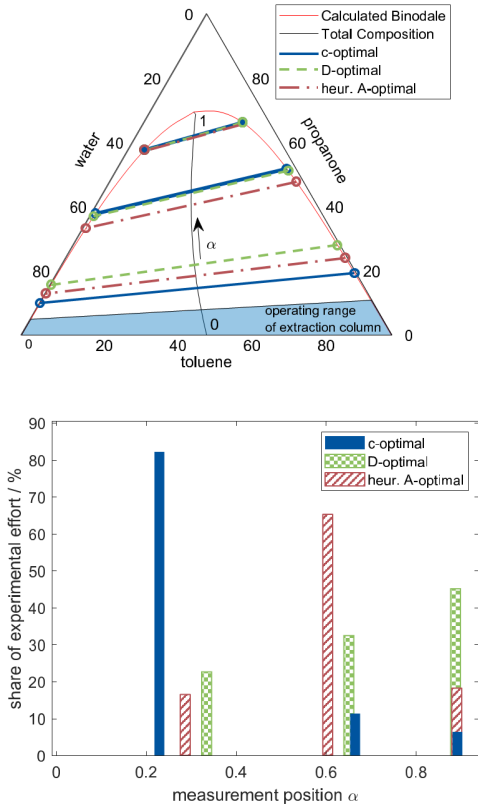 0
Calculated Binodale
Total Composition
c-optimal
D-optimal
heur. A-optimal
20
80
1
40
60
water
propanone
60
40
α
80
20
operating range
of extraction column
0
0
0
20
40
60
80
toluene
90
80
70
60
50
40
30
20
10
0
share of experimental effort / %
c-optimal
D-optimal
heur. A-optimal
0
0.2
0.4
0.6
0.8
measurement position α